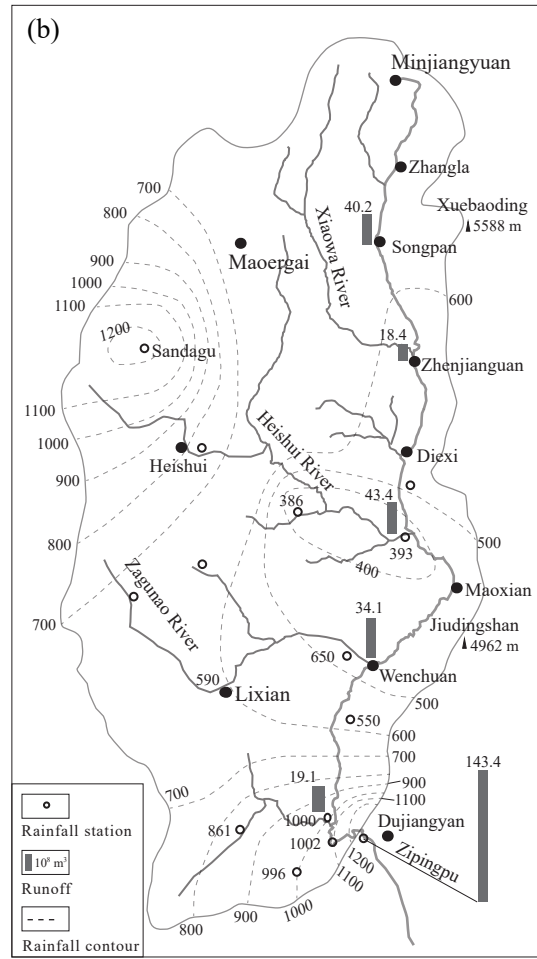 (b)
Minjiangyuan
Zhangla
Xuebaoding
5588 m
700
40.2
800
Songpan
Maoergai
Xiaowa River
900
1000
600
1100
18.4
1200
Sandagu
Zhenjianguan
1100
1000
Heishui River
Heishui
Diexi
900
43.4
386
500
800
393
400
Zagunao River
Maoxian
700
34.1
Jiudingshan
4962 m
650
590
Wenchuan
Lixian
500
550
600
700
143.4
19.1
900
700
1100
1000
861
Dujiangyan
1002
1200
Zipingpu
996
1100
1000
900
800
Rainfall station
10⁸ m³
Runoff
Rainfall contour